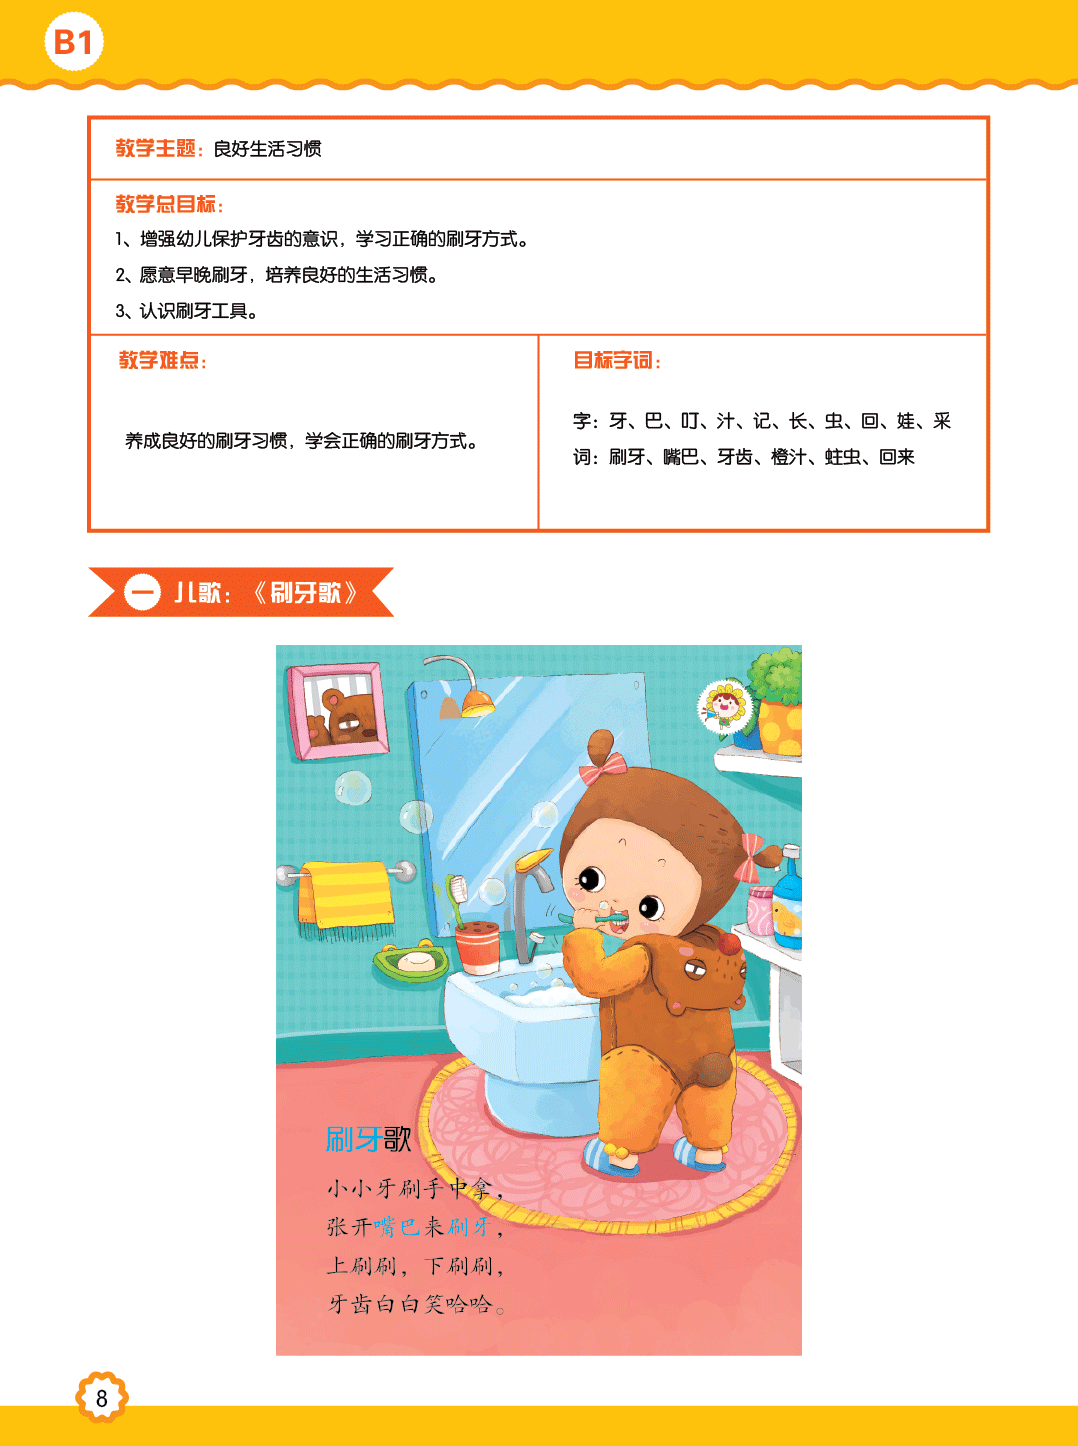 B1
教学主题：良好生活习惯
教学总目标：
1、增强幼儿保护牙齿的意识，学习正确的刷牙方式。
2、愿意早晚刷牙，培养良好的生活习惯。
3、认识刷牙工具。
教学难点：
养成良好的刷牙习惯，学会正确的刷牙方式。
目标字词：
字：牙、巴、叮、汁、记、长、虫、回、娃、采
词：刷牙、嘴巴、牙齿、橙汁、蛀虫、回来
一 儿歌：《刷牙歌》
刷牙歌
小小牙刷手中拿，
张开嘴巴来刷牙，
上刷刷，下刷刷，
牙齿白白笑哈哈。
8